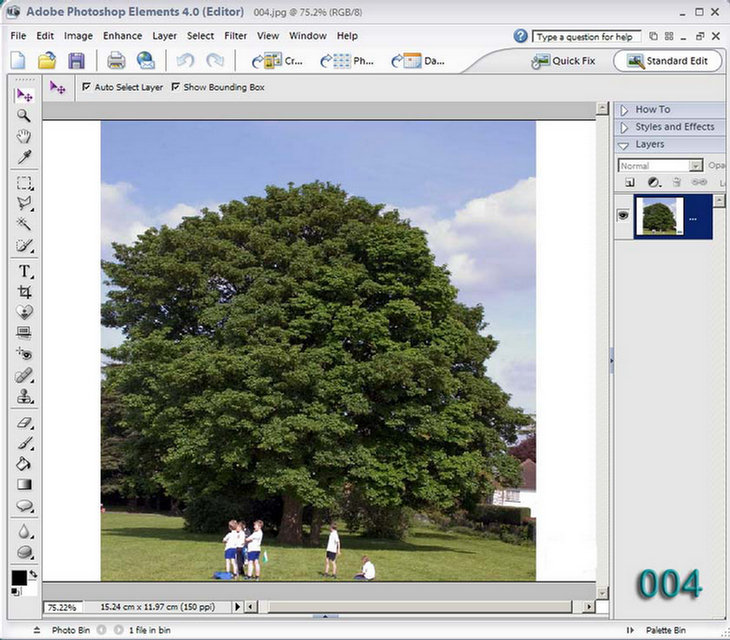 Adobe Photoshop Elements 4.0 (Editor) 004.jpg @ 75.2% (RGB/8)
File Edit Image Enhance Layer Select Filter View Window Help Type a question for help
Cr... Ph... Da... Quick Fix Standard Edit
Auto Select Layer Show Bounding Box
How To
Styles and Effects
Layers
Normal Opa
L
...
T
004
75.22% 15.24 cm x 11.97 cm (150 ppi)
Photo Bin 1 file in bin Palette Bin